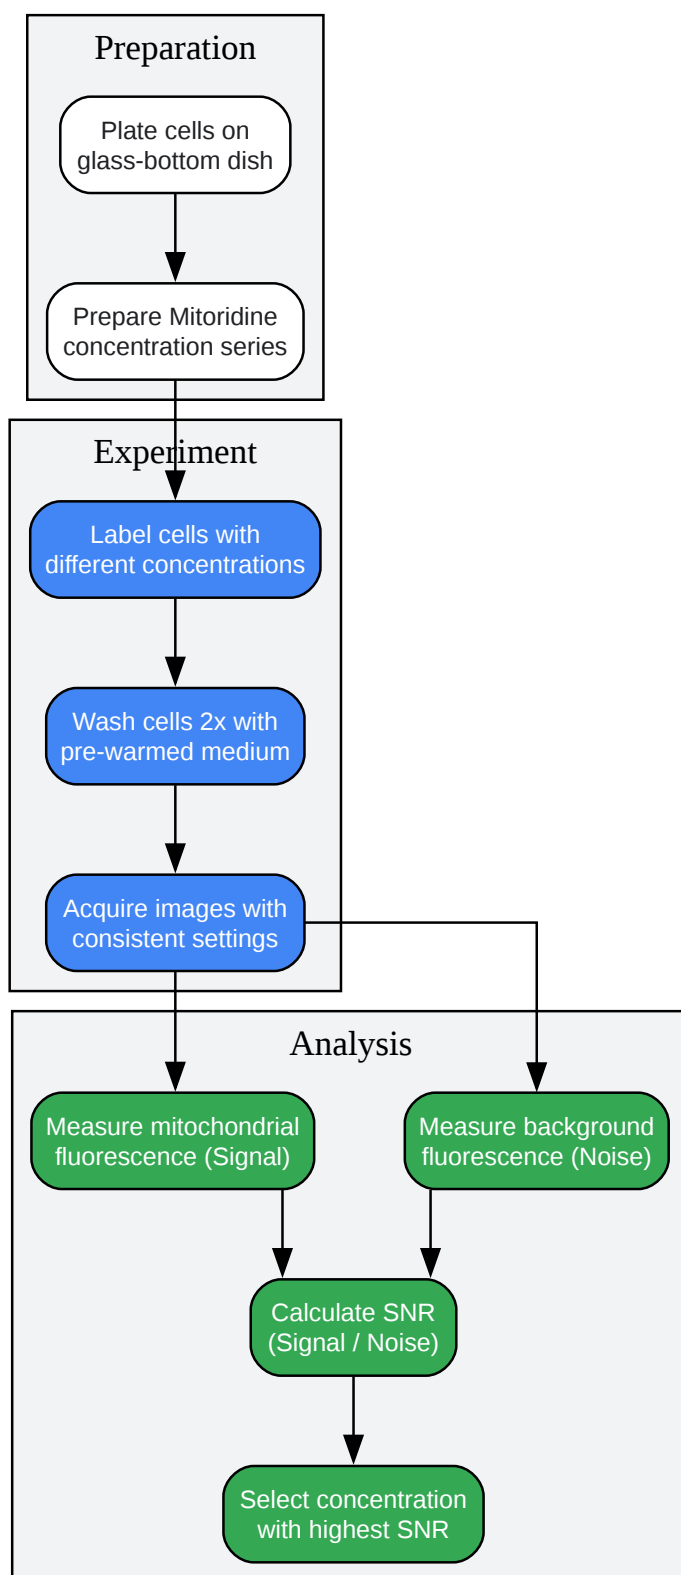 Preparation
Plate cells on
glass-bottom dish
Prepare Mitoridine
concentration series
Experiment
Label cells with
different concentrations
Wash cells 2x with
pre-warmed medium
Acquire images with
consistent settings
Analysis
Measure mitochondrial
fluorescence (Signal)
Measure background
fluorescence (Noise)
Calculate SNR
(Signal / Noise)
Select concentration
with highest SNR